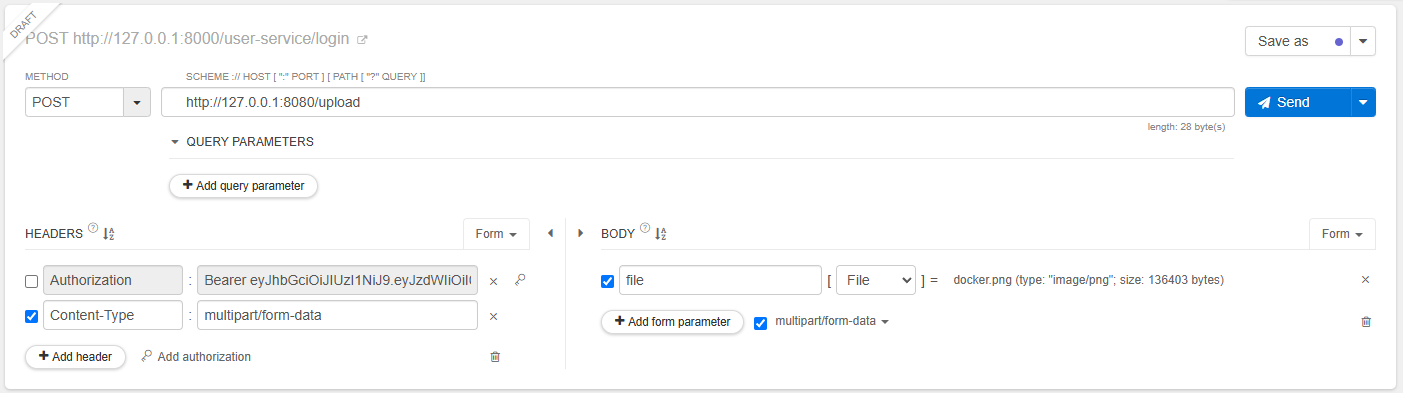 DRAFT
POST http://127.0.0.1:8000/user-service/login
Save as
METHOD
SCHEME :// HOST [ ":" PORT ] [ PATH [ "?" QUERY ]]
POST
http://127.0.0.1:8080/upload
Send
length: 28 byte(s)
QUERY PARAMETERS
+ Add query parameter
HEADERS ? A Z
Form
BODY ? A Z
Form
Authorization : Bearer
× 
file [ File ] = docker.png (type: "image/png"; size: 136403 bytes) ×
Content-Type : multipart/form-data ×
+ Add form parameter
multipart/form-data
+ Add header
Add authorization